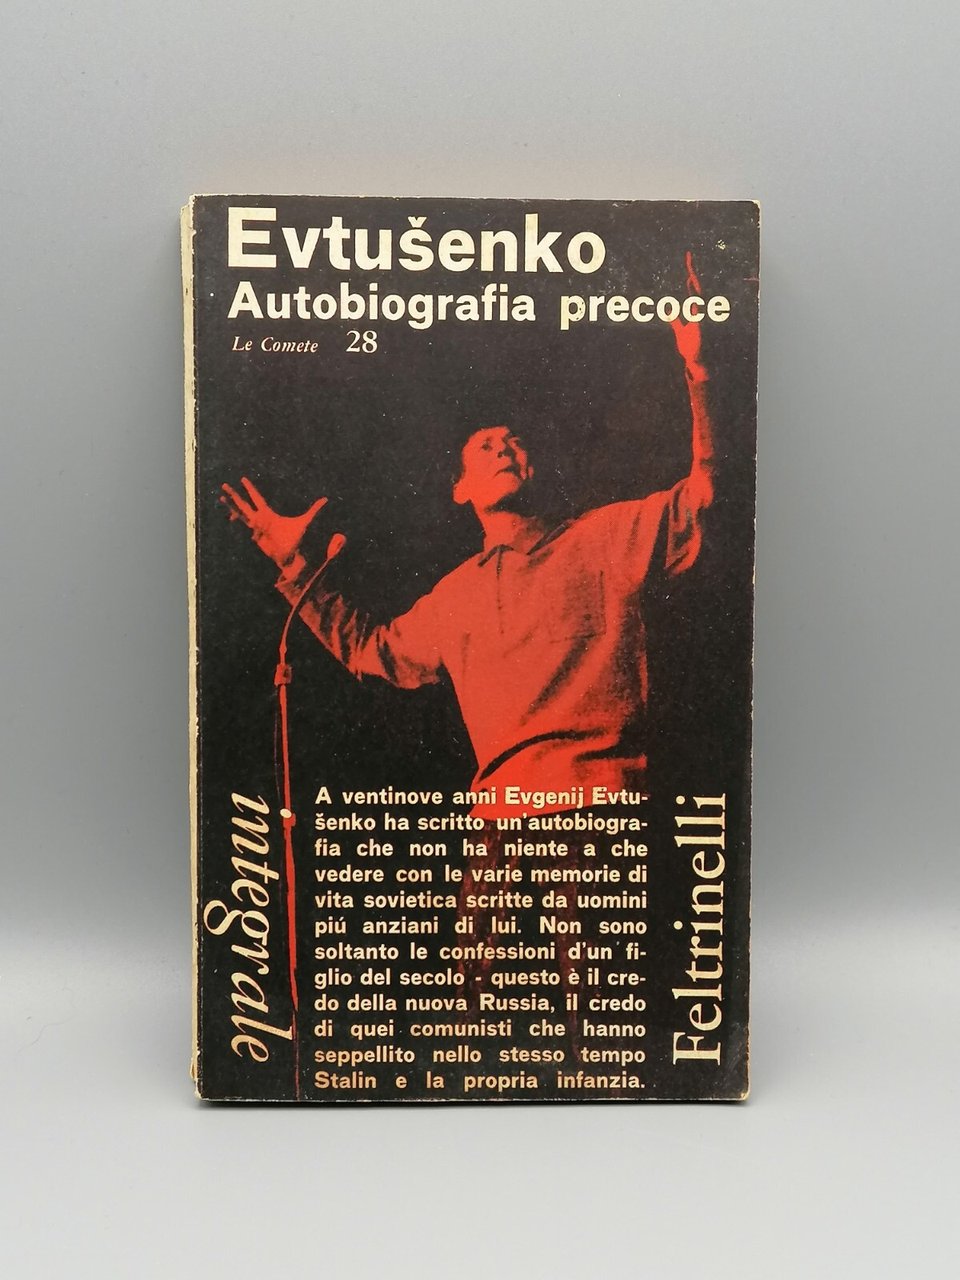 Evtušenko
Autobiografia precoce
Le Comete 28
A ventinove anni Evgenij Evtu-
šenko ha scritto un'autobiogra-
fia che non ha niente a che
vedere con le varie memorie di
vita sovietica scritte da uomini
piú anziani di lui. Non sono
soltanto le confessioni d'un fi-
glio del secolo - questo è il cre-
do della nuova Russia, il credo
di quei comunisti che hanno
seppellito nello stesso tempo
Stalin e la propria infanzia.
integrale
Feltrinelli